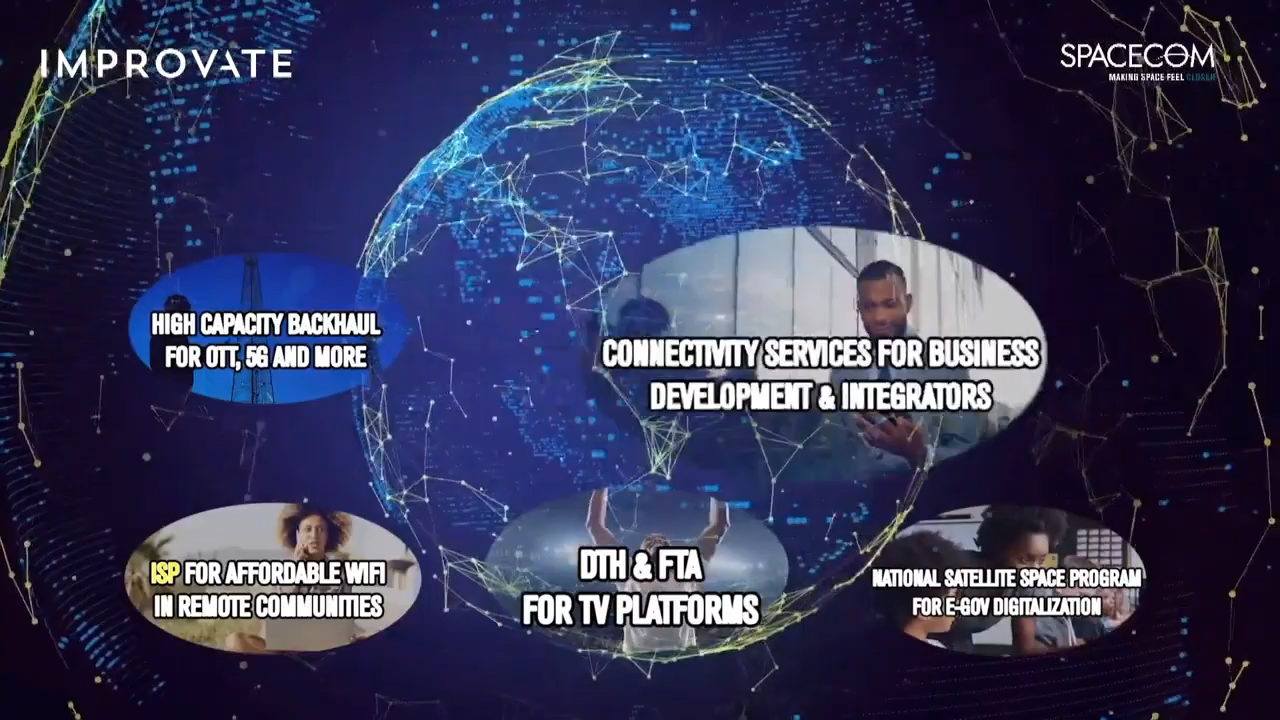 IMPROVATE
SPACECOM
MAKING SPACE FEEL CLOSER
HIGH CAPACITY BACKHAUL
FOR OTT, 5G AND MORE
CONNECTIVITY SERVICES FOR BUSINESS
DEVELOPMENT & INTEGRATORS
ISP FOR AFFORDABLE WIFI
IN REMOTE COMMUNITIES
DTH & FTA
FOR TV PLATFORMS
NATIONAL SATELLITE SPACE PROGRAM
FOR E-GOV DIGITALIZATION